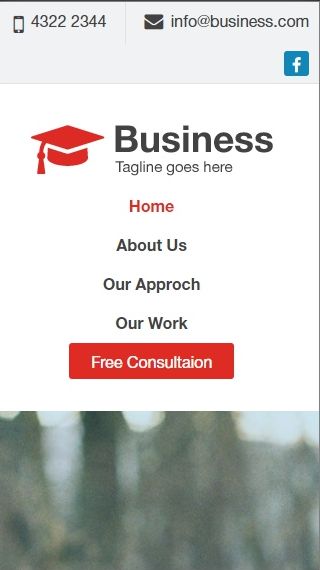 4322 2344 info@business.com
Business
Tagline goes here
Home
About Us
Our Approch
Our Work
Free Consultaion